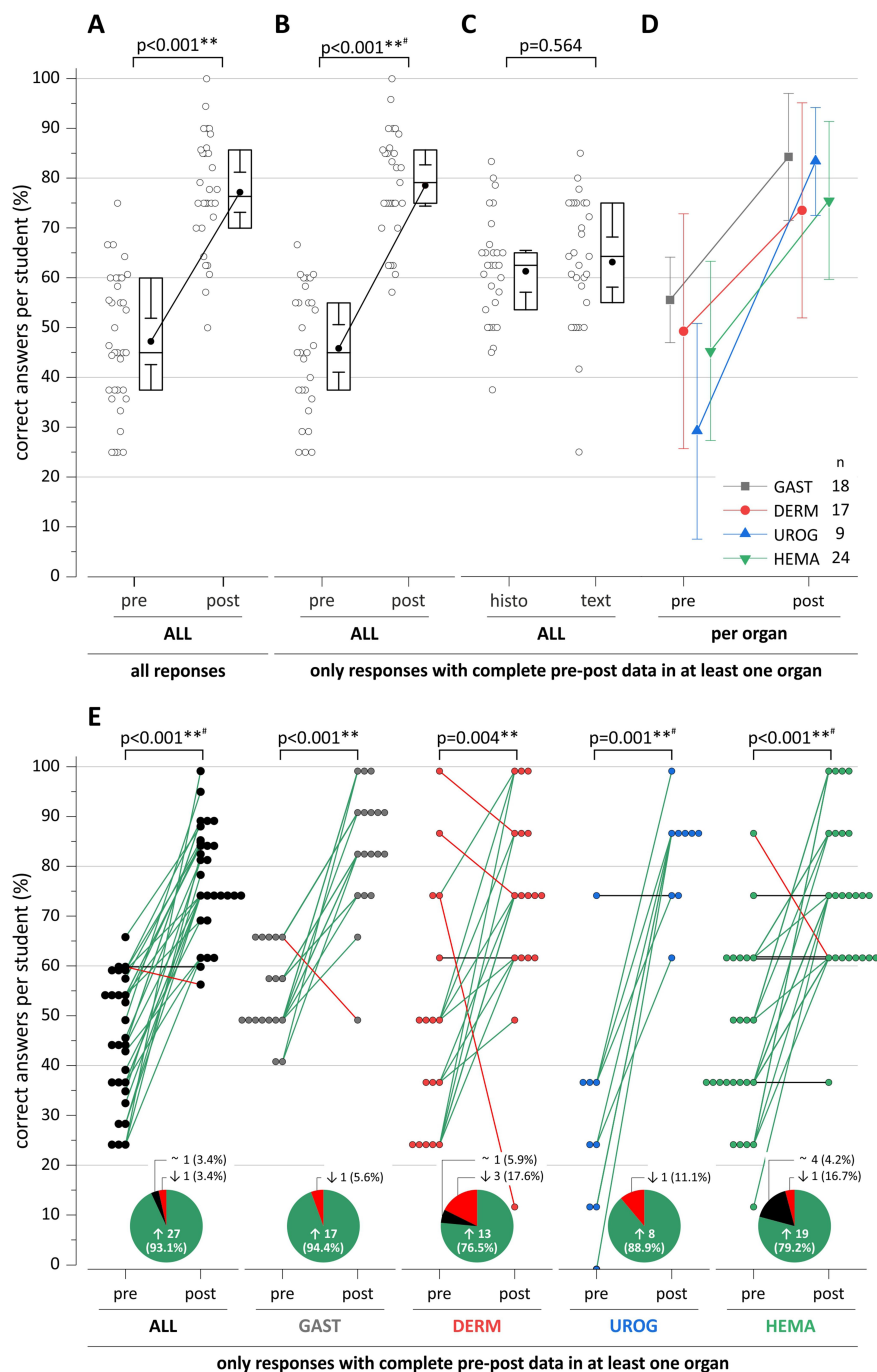 A B C D
p<0.001** p<0.001**# p=0.564
correct answers per student (%)
100
90
80
70
60
50
40
30
20
10
0
n
GAST 18
DERM 17
UROG 9
HEMA 24
pre post pre post histo text pre post
ALL ALL ALL per organ
all reponses only responses with complete pre-post data in at least one organ
E
p<0.001**# p<0.001** p=0.004** p=0.001**# p<0.001**#
correct answers per student (%)
100
90
80
70
60
50
40
30
20
10
0
~ 1 (3.4%) ~ 1 (5.9%) ~ 4 (4.2%)
↓ 1 (3.4%) ↓ 1 (5.6%) ↓ 3 (17.6%) ↓ 1 (11.1%) ↓ 1 (16.7%)
↑ 27 ↑ 17 ↑ 13 ↑ 8 ↑ 19
(93.1%) (94.4%) (76.5%) (88.9%) (79.2%)
pre post pre post pre post pre post pre post
ALL GAST DERM UROG HEMA
only responses with complete pre-post data in at least one organ